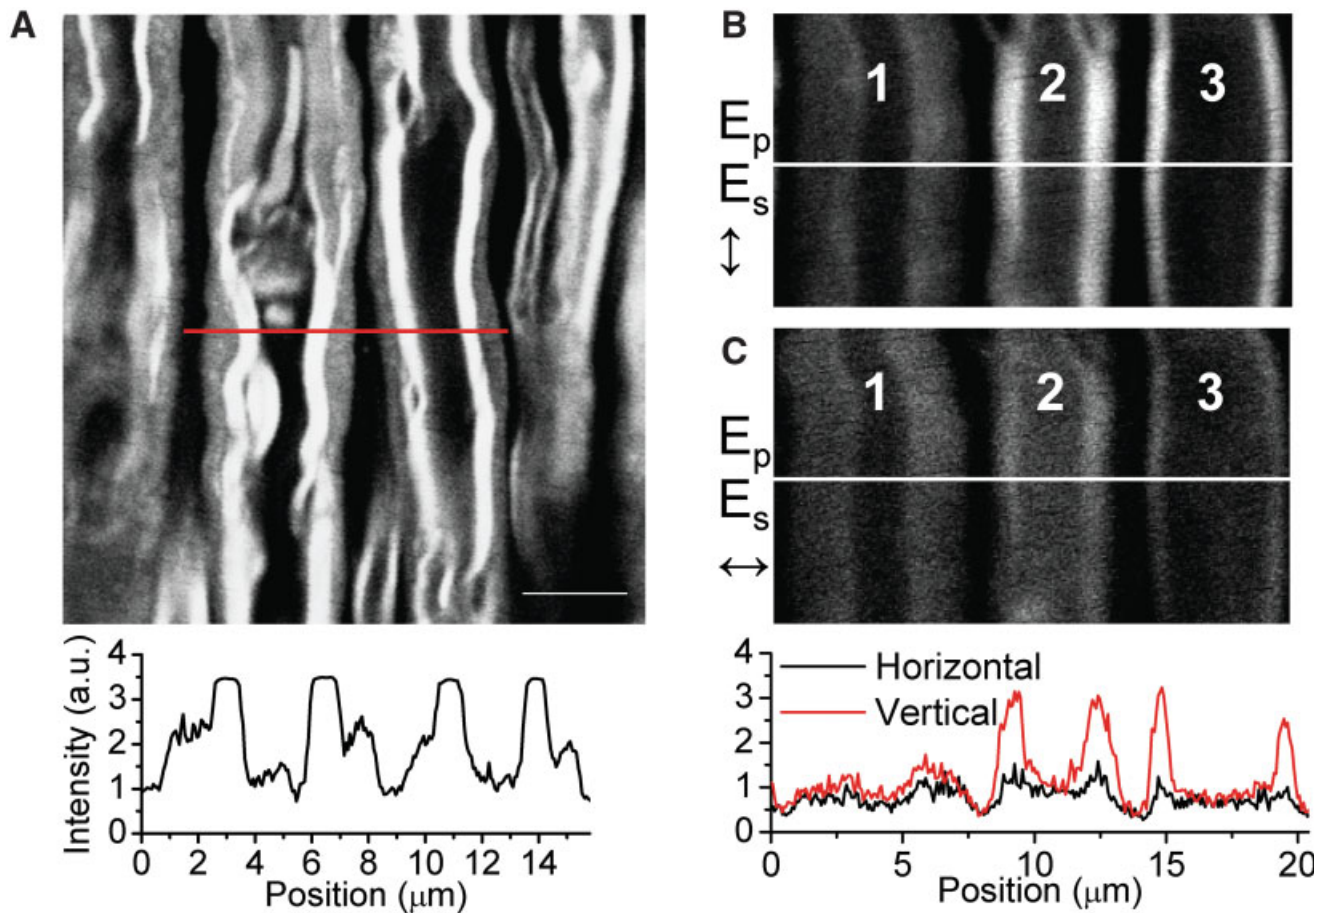 A
B
1 2 3
Ep
Es
↕
C
1 2 3
Ep
Es
↔
4
3
2
1
0
Intensity (a.u.)
0 2 4 6 8 10 12 14
Position (μm)
4
3
2
1
0
Horizontal
Vertical
0 5 10 15 20
Position (μm)